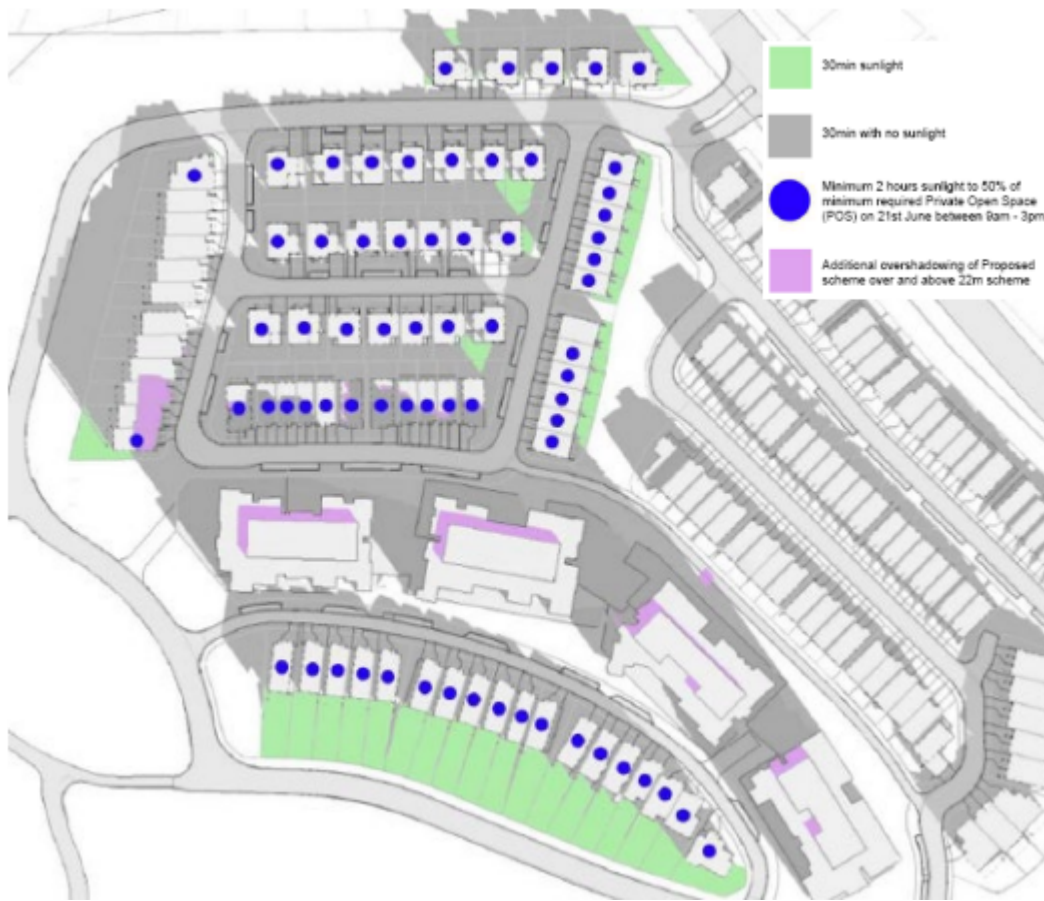 30min sunlight
30min with no sunlight
Minimum 2 hours sunlight to 50% of
minimum required Private Open Space
(POS) on 21st June between 9am - 3pm
Additional overshadowing of Proposed
scheme over and above 22m scheme